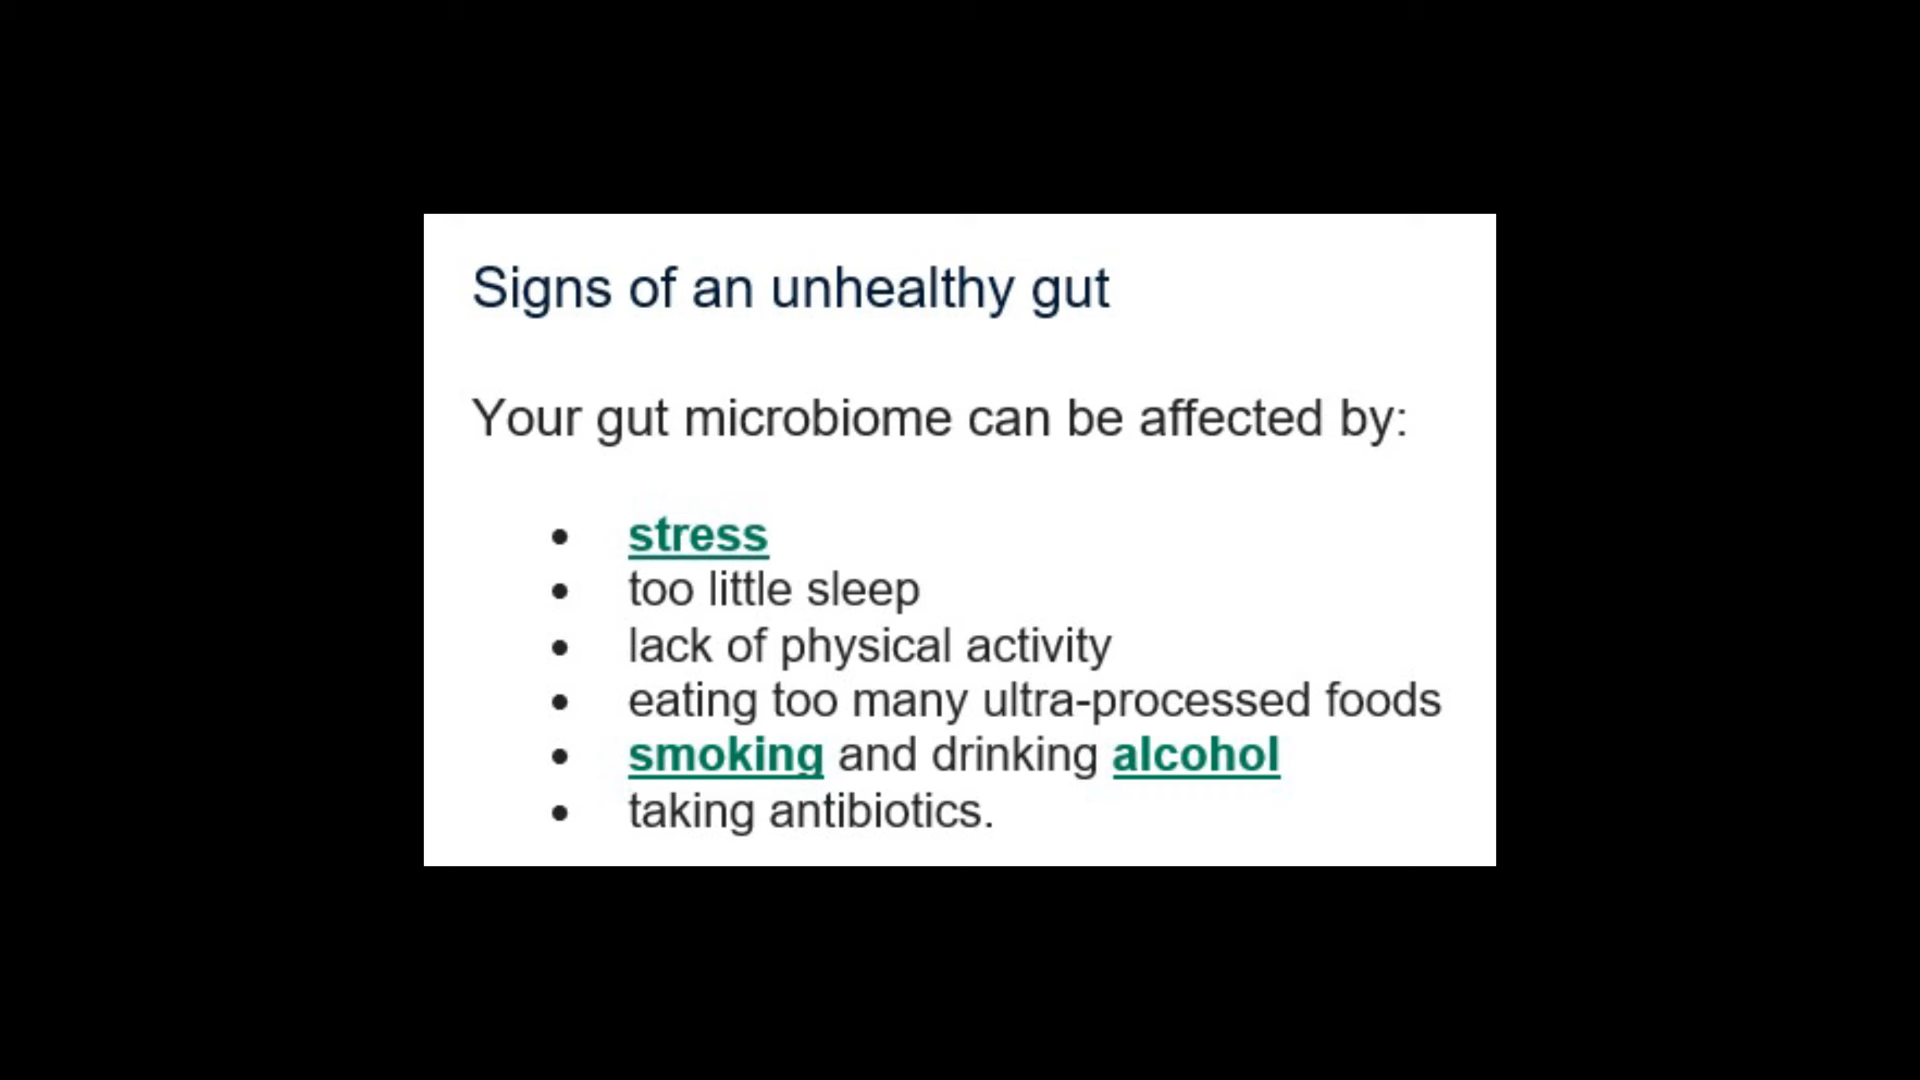 Signs of an unhealthy gut
Your gut microbiome can be affected by:
• stress
• too little sleep
• lack of physical activity
• eating too many ultra-processed foods
• smoking and drinking alcohol
• taking antibiotics.